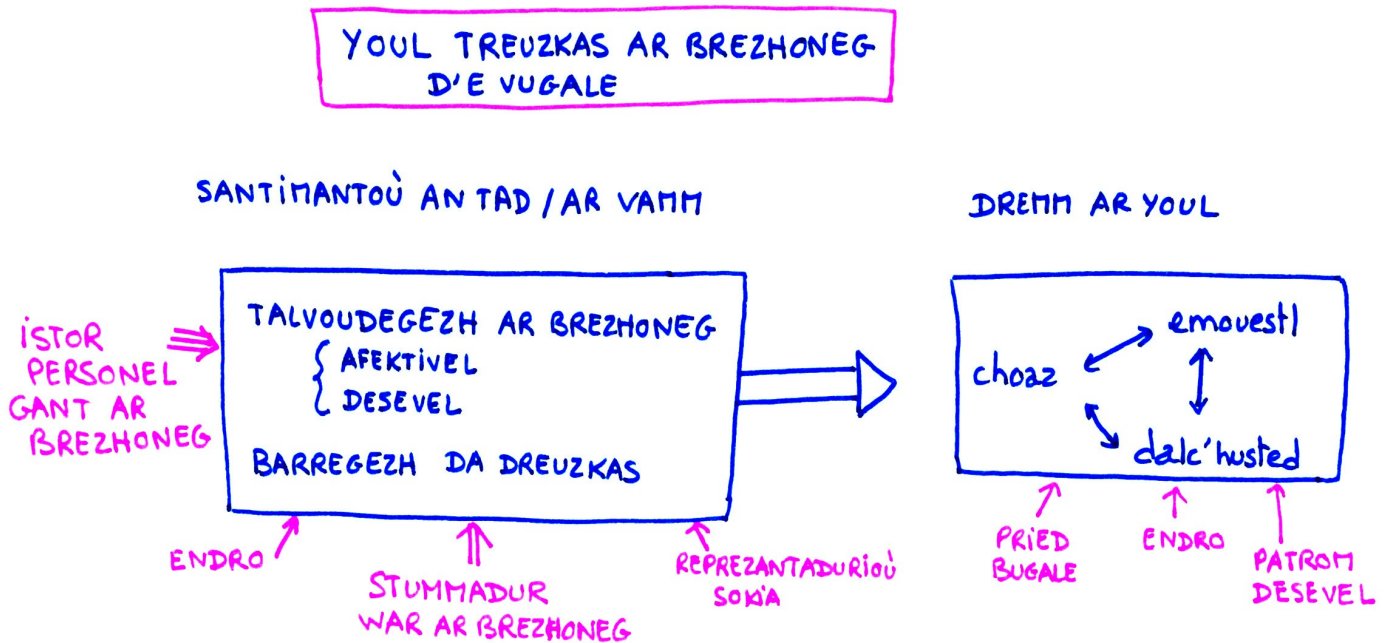 YOUL TREUZKAS AR BREZHONEG
D'E VUGALE
SANTIMANTOÙ AN TAD / AR VAMM
DREMM AR YOUL
ISTOR
PERSONEL
GANT AR
BREZHONEG
TALVOUDEGEZH AR BREZHONEG
AFEKTIVEL
DESEVEL
BARREGEZH DA DREUZKAS
choaz
emouestl
dalc'husted
ENDRO
STUMMADUR
WAR AR BREZHONEG
REPREZANTADURIOÙ
SOKIA
PRIED
BUGALE
ENDRO
PATROM
DESEVEL